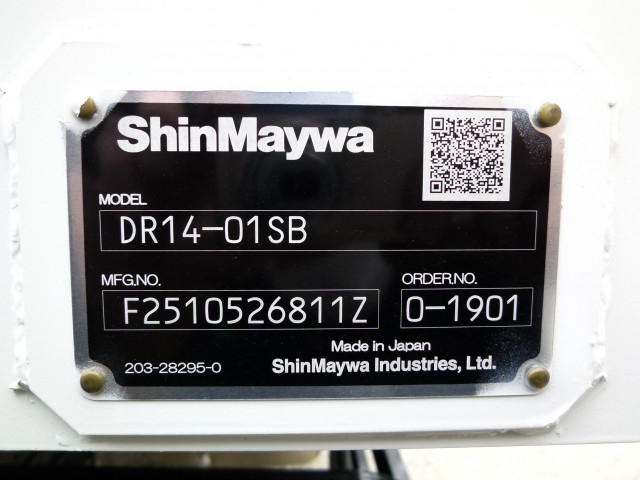 ShinMaywa
MODEL
DR14-01SB
MFG.NO.
F2510526811Z
ORDER.NO.
0-1901
Made in Japan
203-28295-0
ShinMaywa Industries, Ltd.